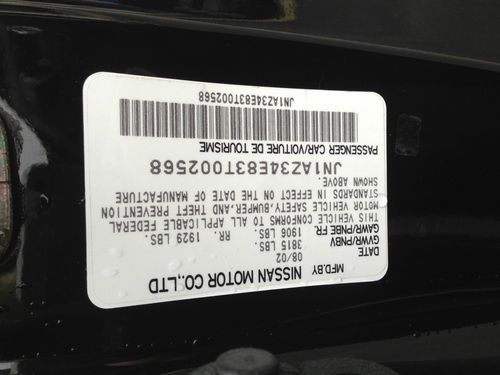 MFD.BY NISSAN MOTOR CO.,LTD
DATE 08/02
GVWR/PNBV 3815 LBS.
GAWR/PNBE FR. 1906 LBS. RR. 1929 LBS.
THIS VEHICLE CONFORMS TO ALL APPLICABLE FEDERAL
MOTOR VEHICLE SAFETY,BUMPER,AND THEFT PREVENTION
STANDARDS IN EFFECT ON THE DATE OF MANUFACTURE
SHOWN ABOVE.
JN1AZ34E83T002568
PASSENGER CAR/VOITURE DE TOURISME
JN1AZ34E83T002568